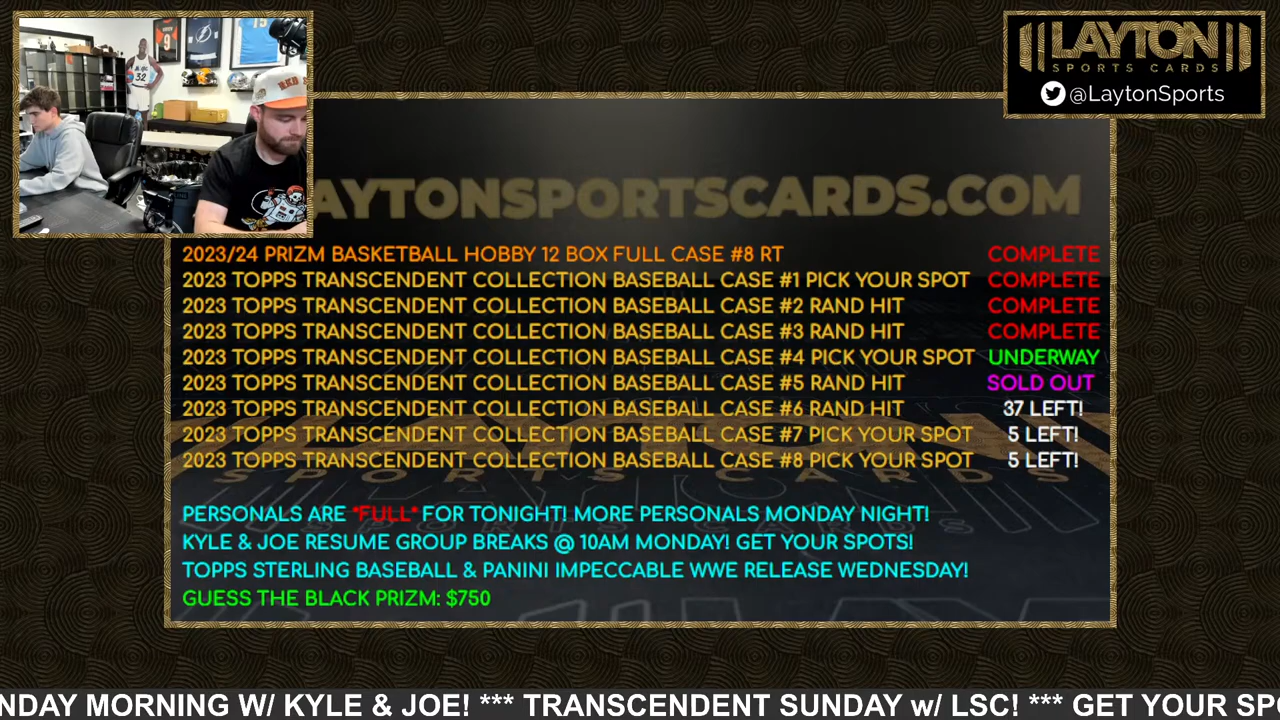 LAYTON
SPORTS CARDS
@LaytonSports
9
32
AYTONSPORTSCARDS.COM
2023/24 PRIZM BASKETBALL HOBBY 12 BOX FULL CASE #8 RT COMPLETE
2023 TOPPS TRANSCENDENT COLLECTION BASEBALL CASE #1 PICK YOUR SPOT COMPLETE
2023 TOPPS TRANSCENDENT COLLECTION BASEBALL CASE #2 RAND HIT COMPLETE
2023 TOPPS TRANSCENDENT COLLECTION BASEBALL CASE #3 RAND HIT COMPLETE
2023 TOPPS TRANSCENDENT COLLECTION BASEBALL CASE #4 PICK YOUR SPOT UNDERWAY
2023 TOPPS TRANSCENDENT COLLECTION BASEBALL CASE #5 RAND HIT SOLD OUT
2023 TOPPS TRANSCENDENT COLLECTION BASEBALL CASE #6 RAND HIT 37 LEFT!
2023 TOPPS TRANSCENDENT COLLECTION BASEBALL CASE #7 PICK YOUR SPOT 5 LEFT!
2023 TOPPS TRANSCENDENT COLLECTION BASEBALL CASE #8 PICK YOUR SPOT 5 LEFT!
SPORTS CARDS
PERSONALS ARE *FULL* FOR TONIGHT! MORE PERSONALS MONDAY NIGHT!
KYLE & JOE RESUME GROUP BREAKS @ 10AM MONDAY! GET YOUR SPOTS!
TOPPS STERLING BASEBALL & PANINI IMPECCABLE WWE RELEASE WEDNESDAY!
GUESS THE BLACK PRIZM: $750
NDAY MORNING W/ KYLE & JOE! *** TRANSCENDENT SUNDAY w/ LSC! *** GET YOUR SP